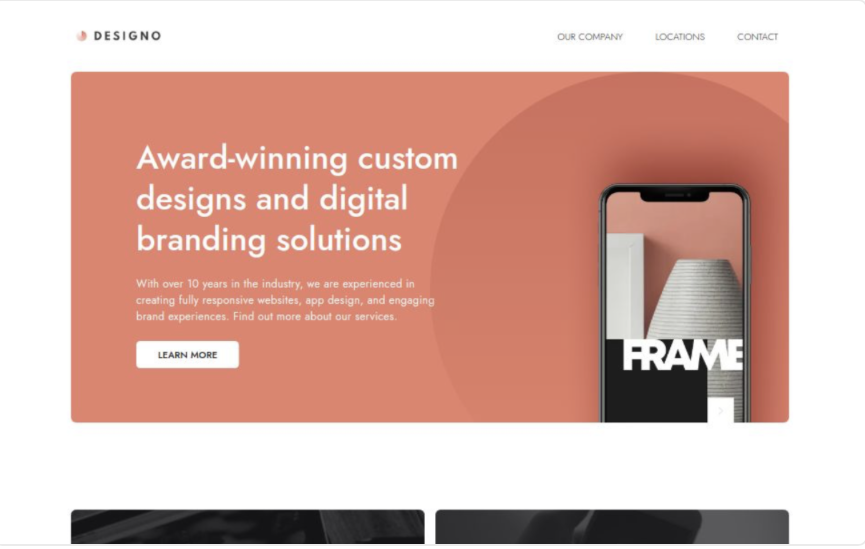 DESIGNO
OUR COMPANY
LOCATIONS
CONTACT
Award-winning custom
designs and digital
branding solutions
With over 10 years in the industry, we are experienced in
creating fully responsive websites, app design, and engaging
brand experiences. Find out more about our services.
LEARN MORE
FRAME